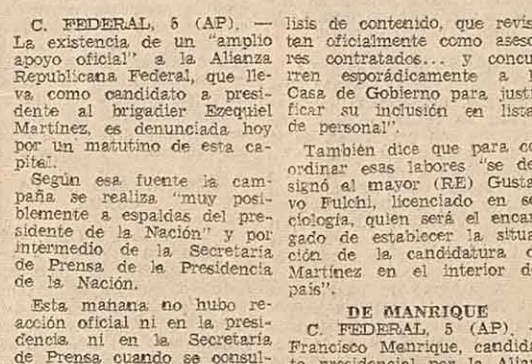 C. FEDERAL, 5 (AP). —
La existencia de un "amplio
apoyo oficial" a la Alianza
Republicana Federal, que lle-
va como candidato a presi-
dente al brigadier Ezequiel
Martínez, es denunciada hoy
por un matutino de esta ca-
pital.
Según esa fuente la cam-
paña se realiza "muy posi-
blemente a espaldas del pre-
sidente de la Nación" y por
intermedio de la Secretaría
de Prensa de la Presidencia
de la Nación.
Esta mañana no hubo re-
acción oficial ni en la presi-
dencia ni en la Secretaría
de Prensa cuando se consul-
lisis de contenido, que revis
tan oficialmente como aseso
res contratados... y concu
rren esporádicamente a
Casa de Gobierno para justi
ficar su inclusión en lista
de personal".
También dice que para co
ordinar esas labores "se de
signó al mayor (RE) Gusta
vo Fulchi, licenciado en so
ciología, quien será el encar
gado de establecer la situa
ción de la candidatura d
Martínez en el interior de
país".
DE MANRIQUE
C. FEDERAL, 5 (AP).
Francisco Manrique, candid
to presidencial por la Alian